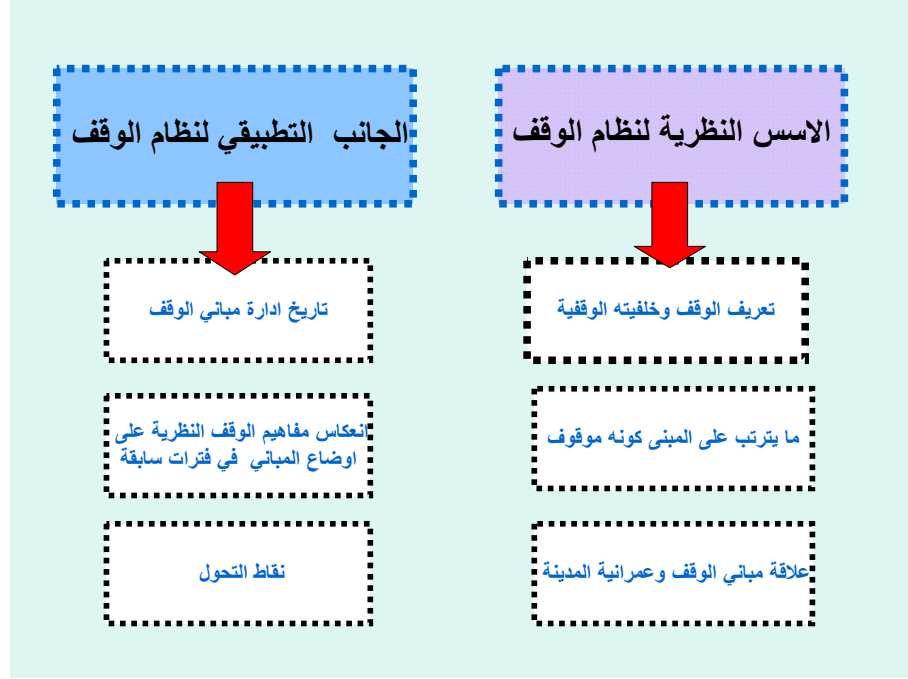 الاسس النظرية لنظام الوقف
تعريف الوقف وخلفيته الوقفية
ما يترتب على المبنى كونه موقوف
علاقة مباني الوقف وعمرانية المدينة
الجانب التطبيقي لنظام الوقف
تاريخ ادارة مباني الوقف
انعكاس مفاهيم الوقف النظرية على
اوضاع المباني في فترات سابقة
نقاط التحول